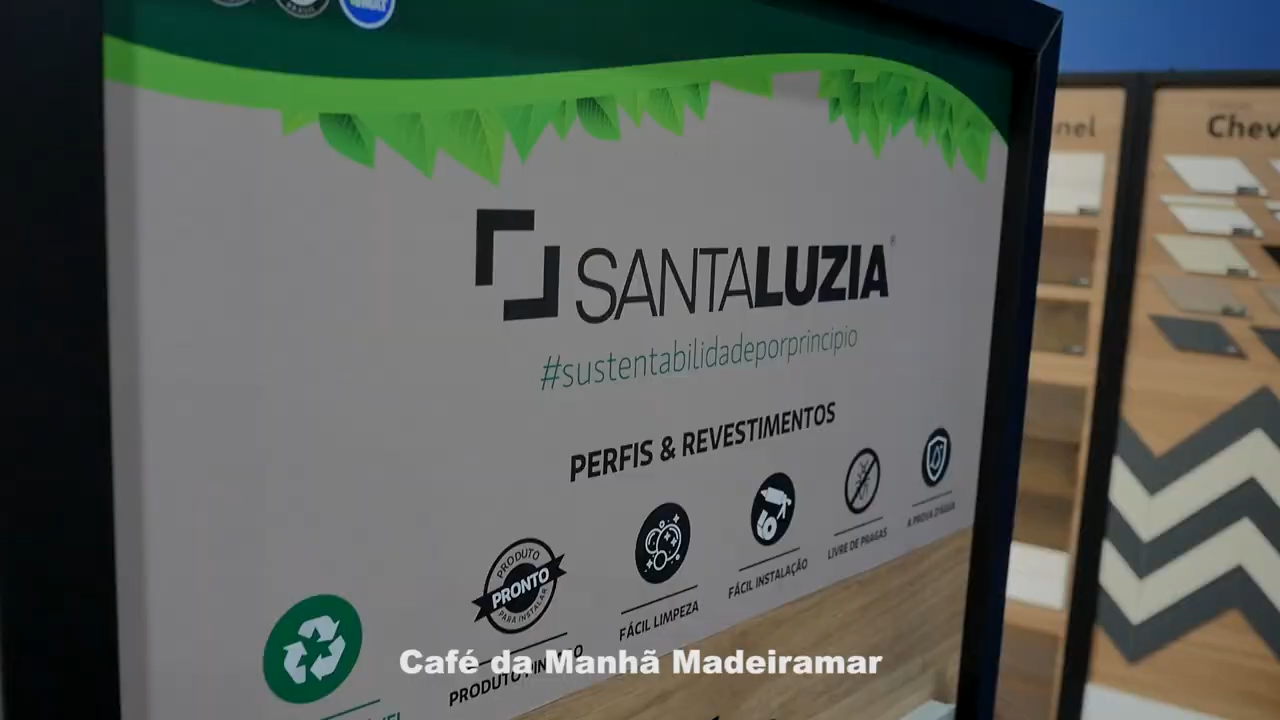 SANTALUZIA
#sustentabilidadeporprincipio
PERFIS & REVESTIMENTOS
PRODUTO
PRONTO
PARA INSTALAR
FÁCIL LIMPEZA
FÁCIL INSTALAÇÃO
LIVRE DE PRAGAS
À PROVA D'ÁGUA
PRODUTO
Café da Manhã Madeiramar
nel
Chev